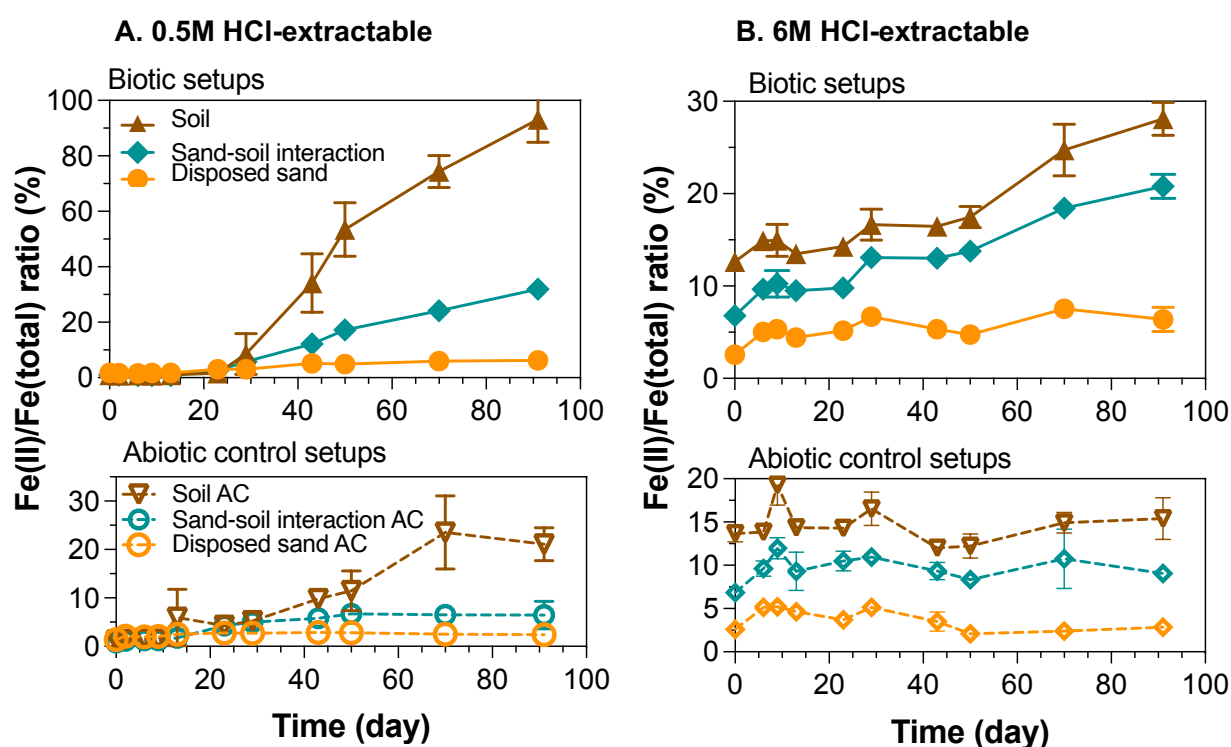 A. 0.5M HCl-extractable
Biotic setups
100
80
60
40
20
0
Soil
Sand-soil interaction
Disposed sand
0 20 40 60 80 100
Abiotic control setups
30
20
10
0
Soil AC
Sand-soil interaction AC
Disposed sand AC
0 20 40 60 80 100
Fe(II)/Fe(total) ratio (%)
Time (day)
B. 6M HCl-extractable
Biotic setups
30
20
10
0
0 20 40 60 80 100
Abiotic control setups
20
15
10
5
0
0 20 40 60 80 100
Fe(II)/Fe(total) ratio (%)
Time (day)